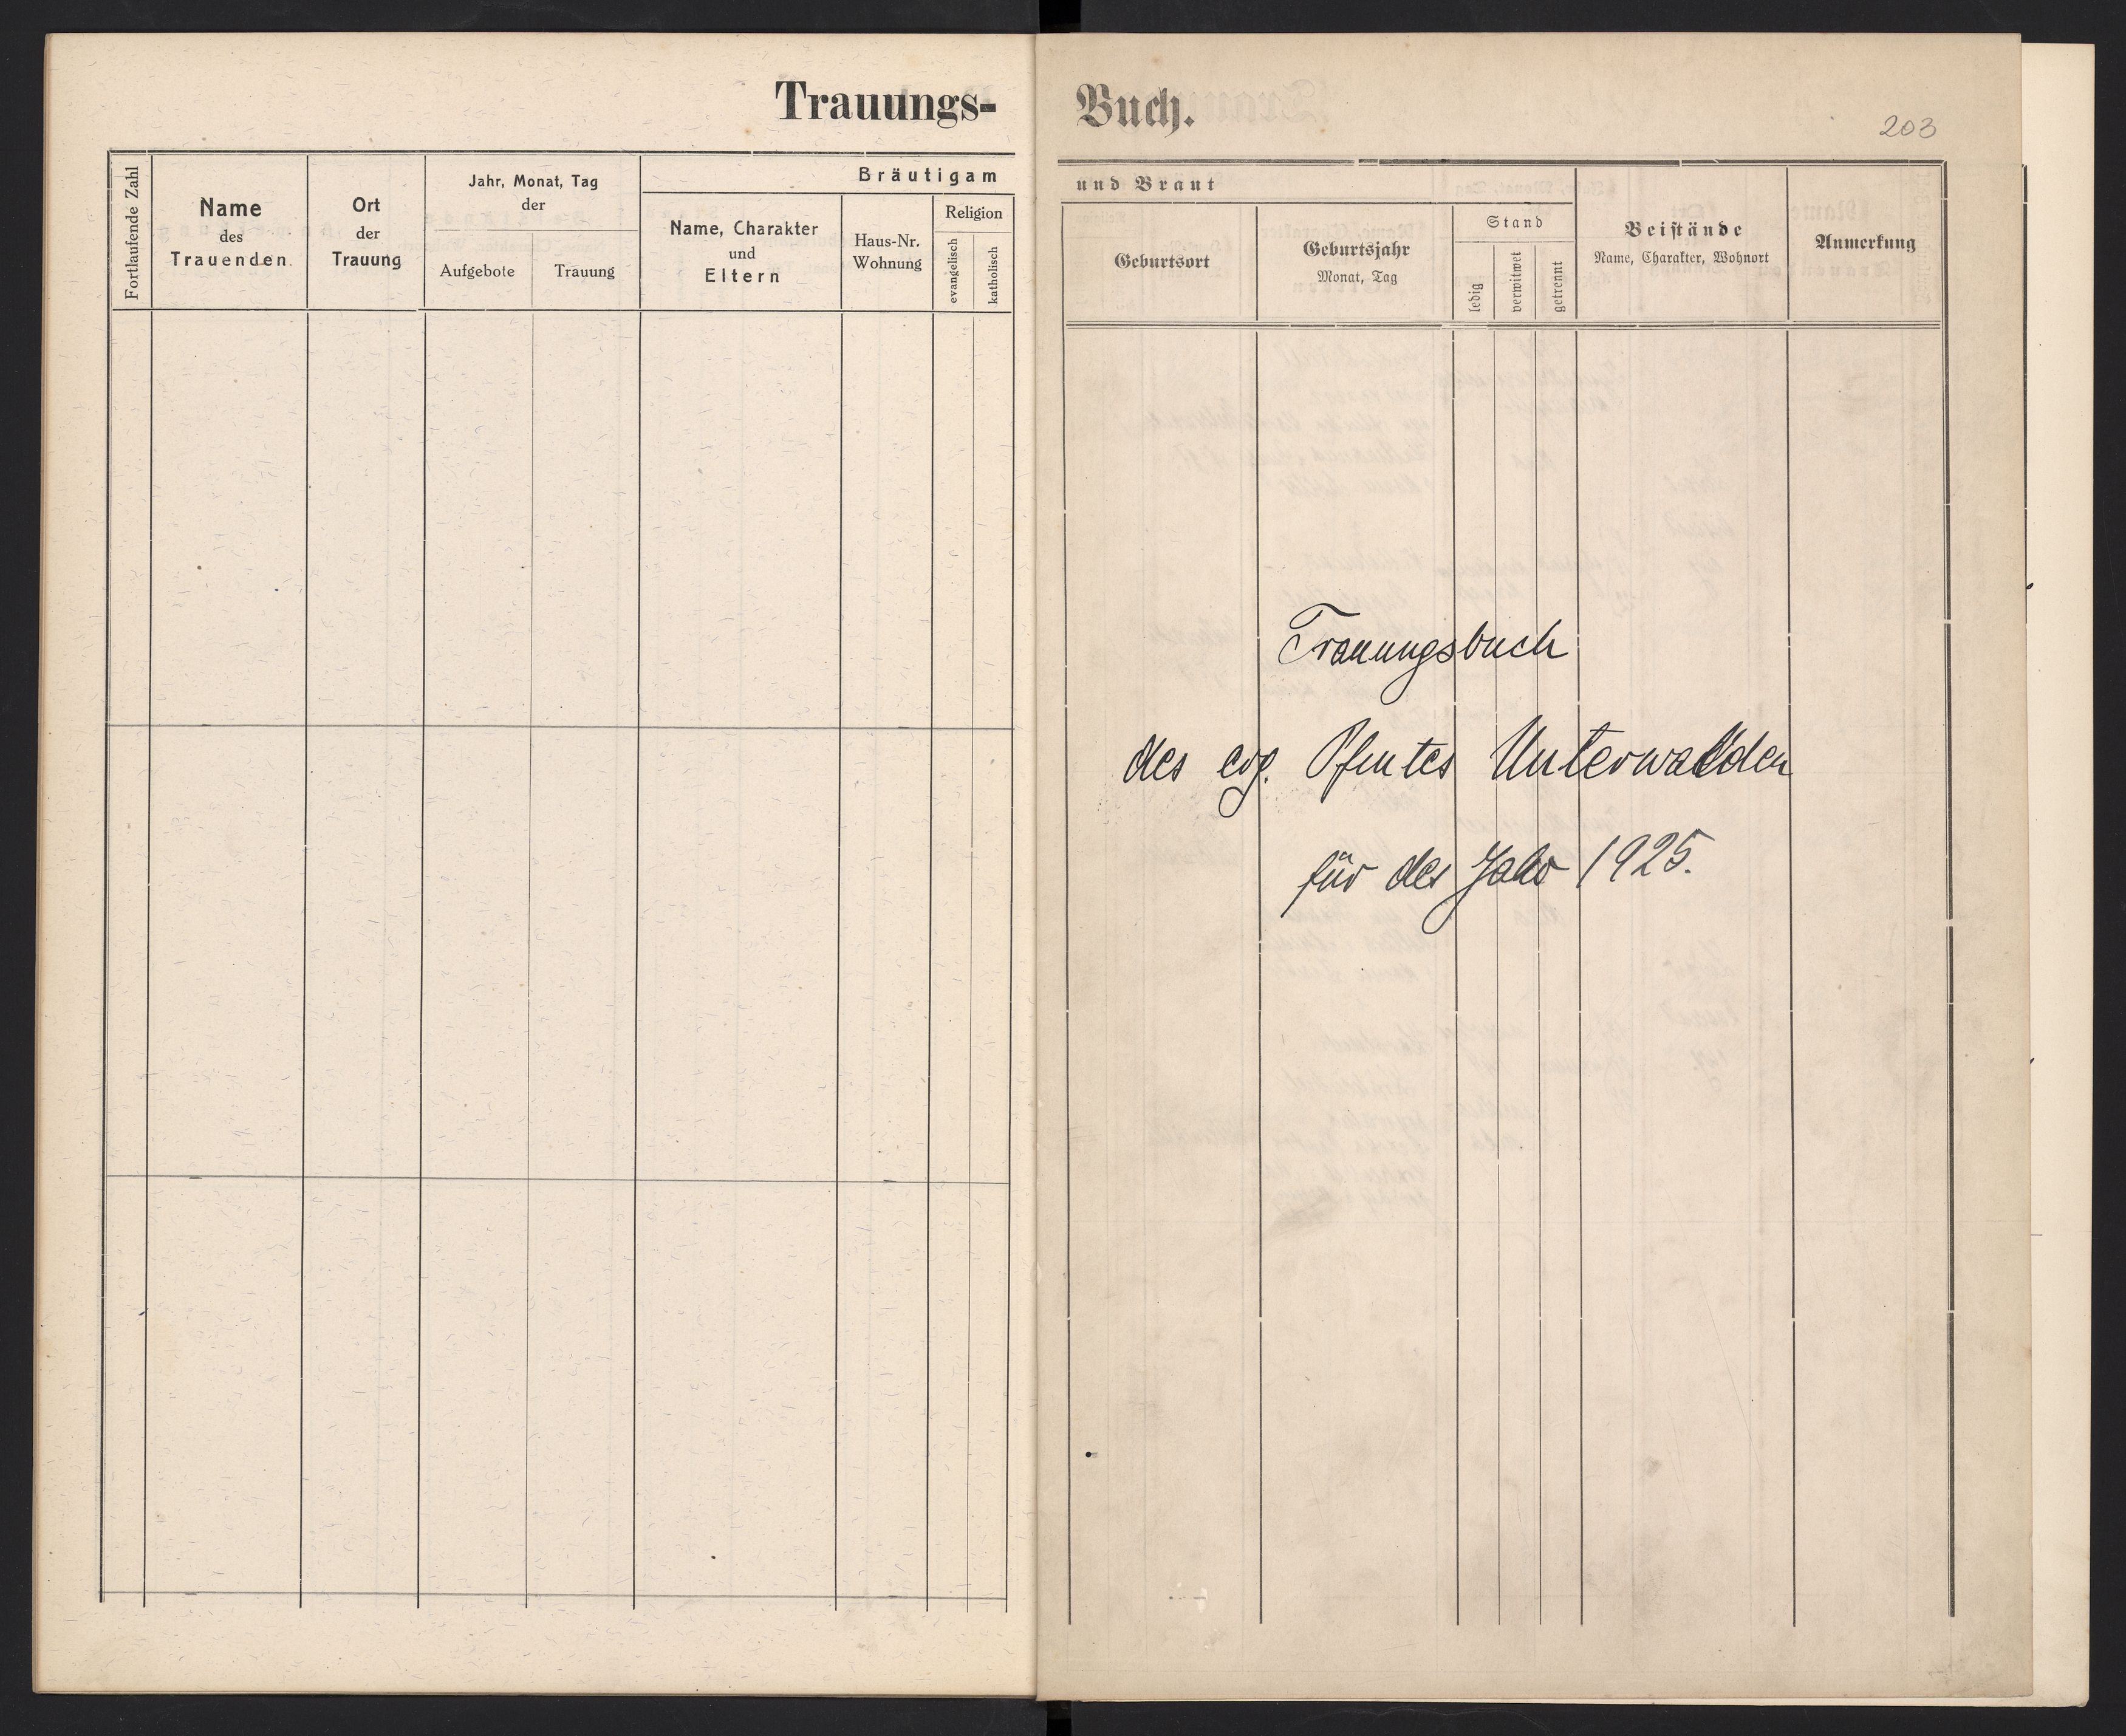 Trauungs-
Fortlaufende Zahl
Name
des
Trauenden
Ort
der
Trauung
Jahr, Monat, Tag
der
Aufgebote
Trauung
Bräutigam
Name, Charakter
und
Eltern
Haus-Nr.
Wohnung
Religion
evangelisch
katholisch
Buch.
203
und Braut
Geburtsort
Geburtsjahr
Monat, Tag
Stand
ledig
verwitwet
getrennt
Beistände
Name, Charakter, Wohnort
Anmerkung
Trauungsbuch
des evg. Pfmtes Unterwalden
für das Jahr 1925.